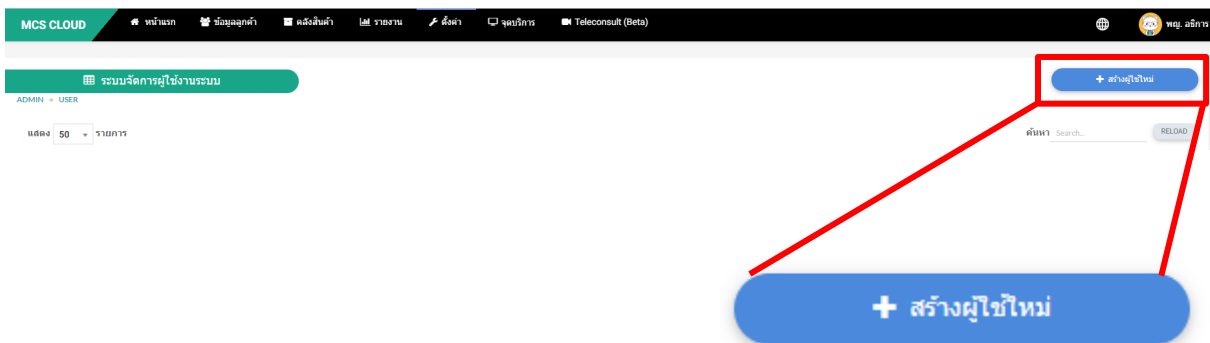 MCS CLOUD หน้าแรก ข้อมูลลูกค้า คลังสินค้า รายงาน ตั้งค่า จุดบริการ Teleconsult (Beta) พญ. อธิการ
ระบบจัดการผู้ใช้งานระบบ
+ สร้างผู้ใช้ใหม่
ADMIN USER
แสดง 50 รายการ
ค้นหา Search... RELOAD
+ สร้างผู้ใช้ใหม่